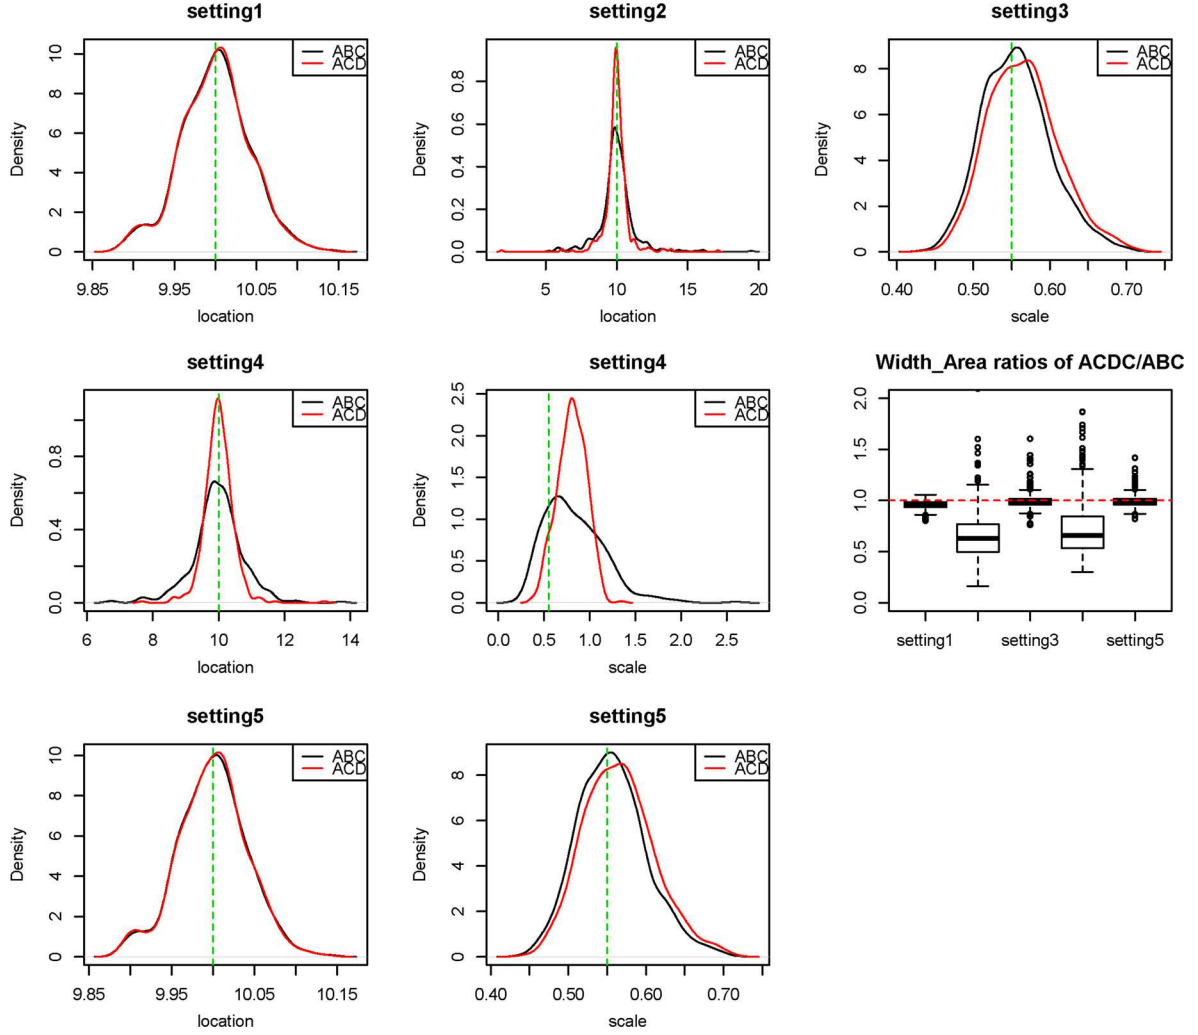 setting1
ABC
ACD
Density
0 2 4 6 8 10
9.85 9.95 10.05 10.15
location
setting2
ABC
ACD
Density
0.0 0.2 0.4 0.6 0.8
5 10 15 20
location
setting3
ABC
ACD
Density
0 2 4 6 8
0.40 0.50 0.60 0.70
scale
setting4
ABC
ACD
Density
0.0 0.4 0.8
6 8 10 12 14
location
setting4
ABC
ACD
Density
0.0 0.5 1.0 1.5 2.0 2.5
0.0 0.5 1.0 1.5 2.0 2.5
scale
Width_Area ratios of ACDC/ABC
0.0 0.5 1.0 1.5 2.0
setting1 setting3 setting5
setting5
ABC
ACD
Density
0 2 4 6 8 10
9.85 9.95 10.05 10.15
location
setting5
ABC
ACD
Density
0 2 4 6 8
0.40 0.50 0.60 0.70
scale